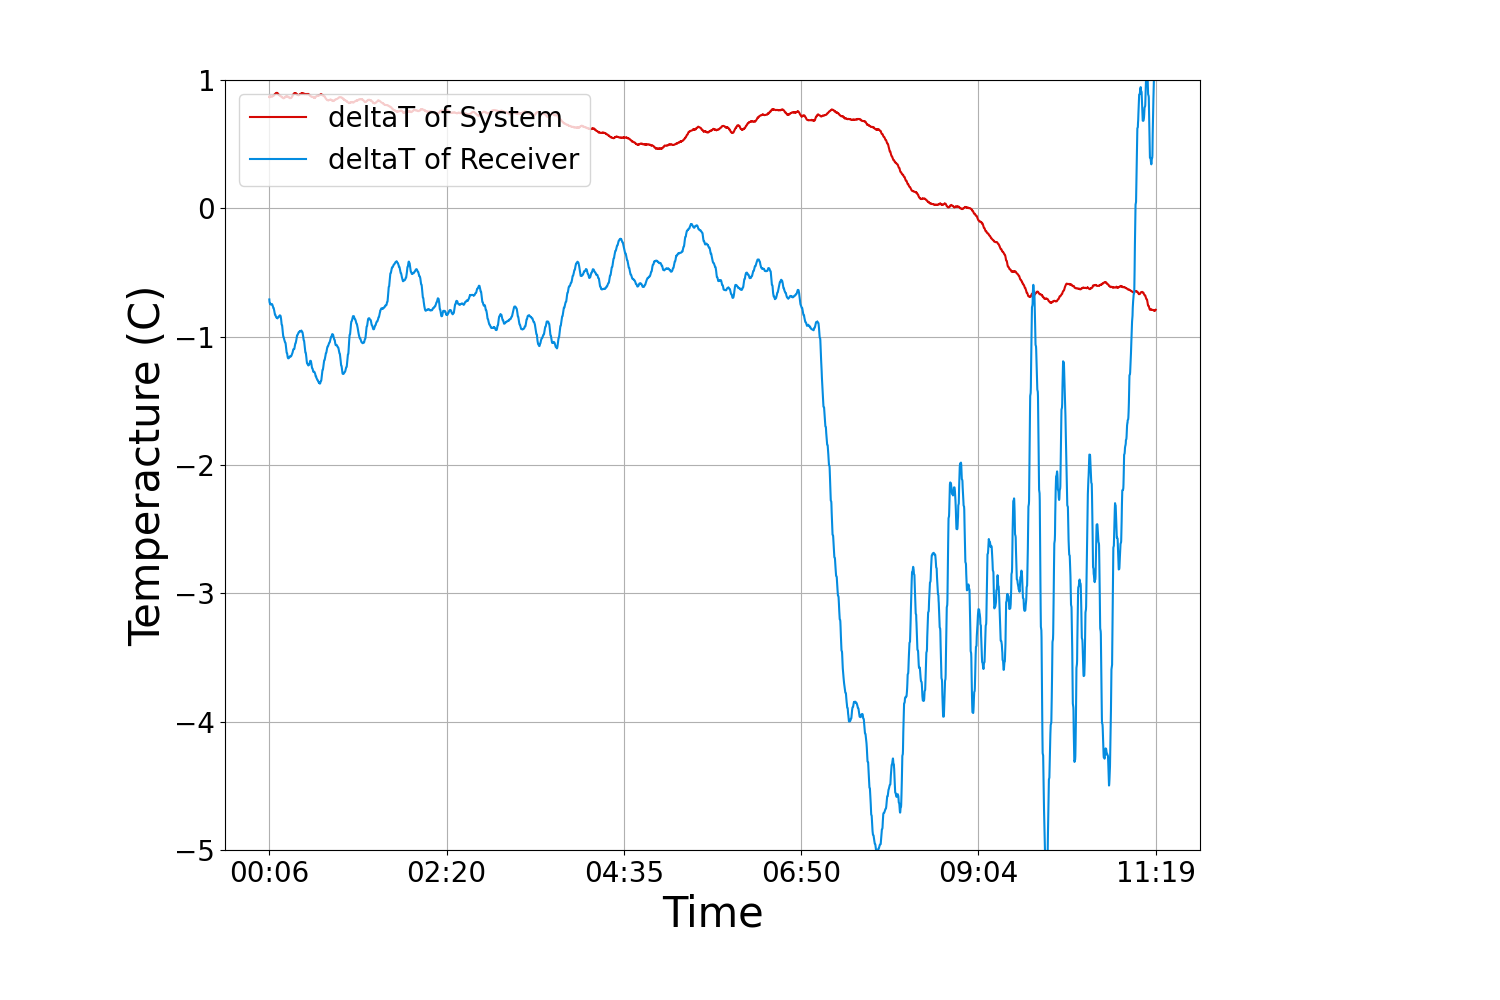 deltaT of System
deltaT of Receiver
Temperacture (C)
1
0
−1
−2
−3
−4
−5
00:06 02:20 04:35 06:50 09:04 11:19
Time